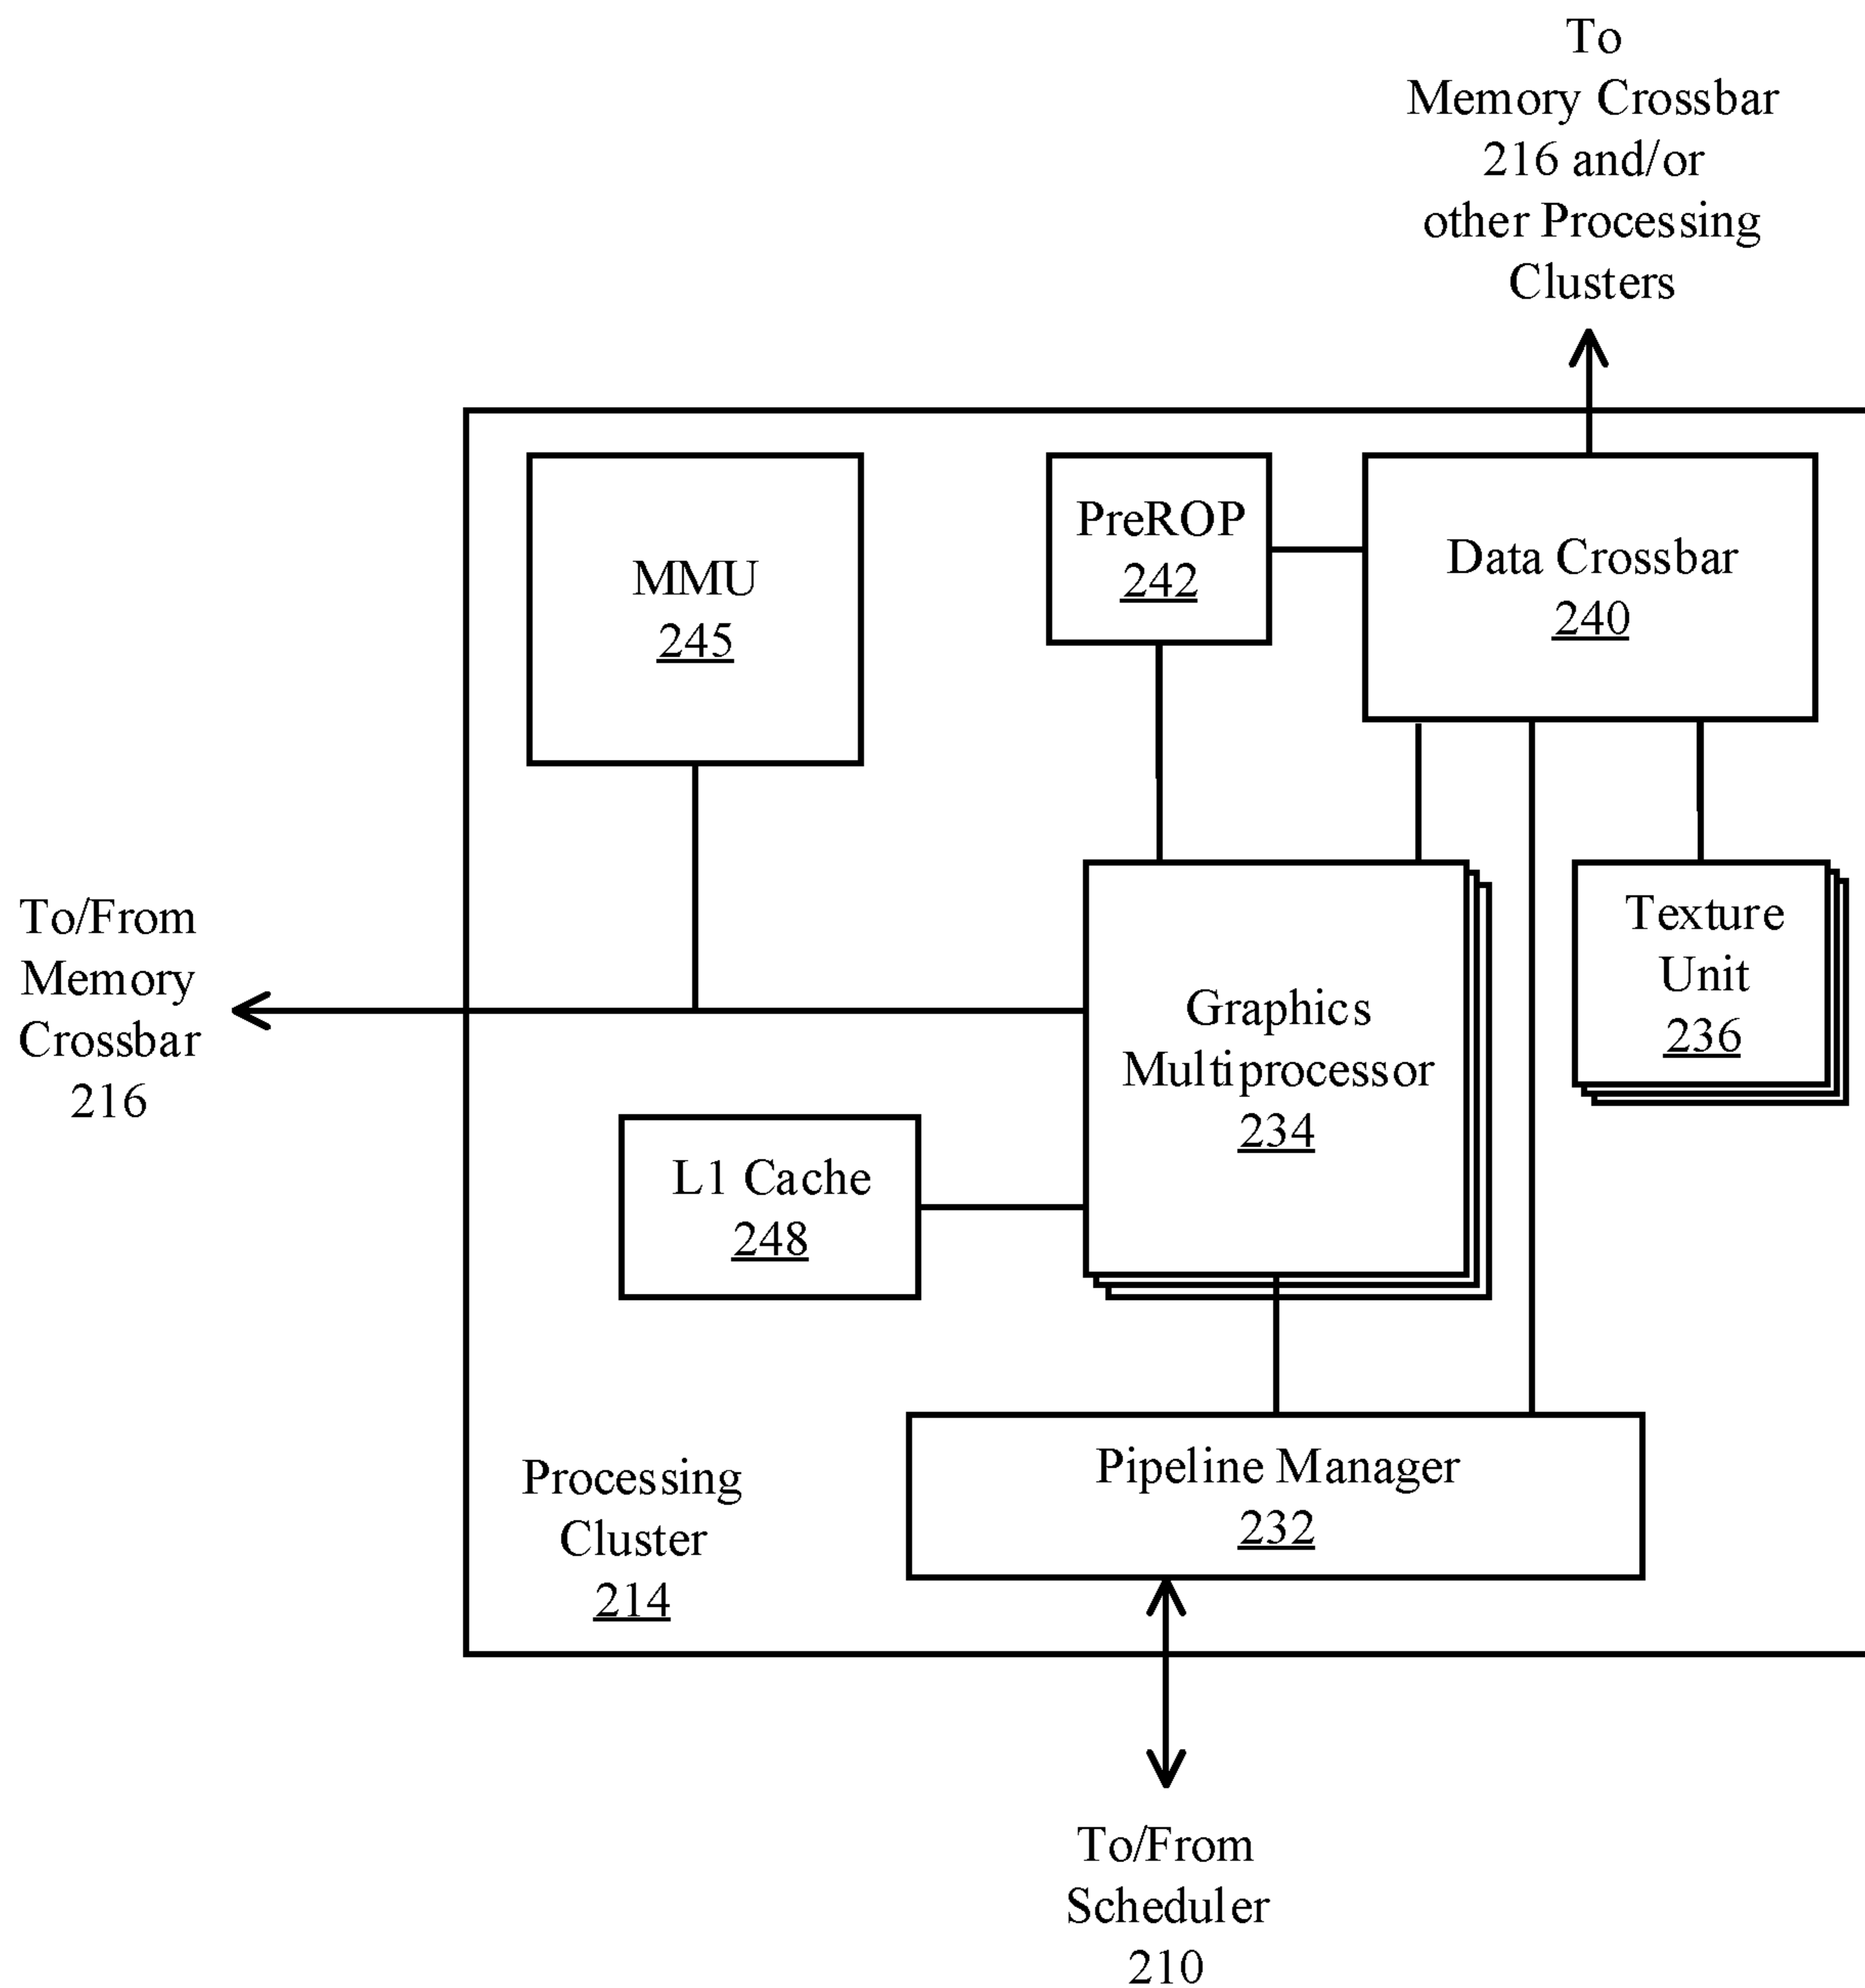 To
Memory Crossbar
216 and/or
other Processing
Clusters
MMU
245
PreROP
242
Data Crossbar
240
To/From
Memory
Crossbar
216
Graphics
Multiprocessor
234
Texture
Unit
236
L1 Cache
248
Processing
Cluster
214
Pipeline Manager
232
To/From
Scheduler
210